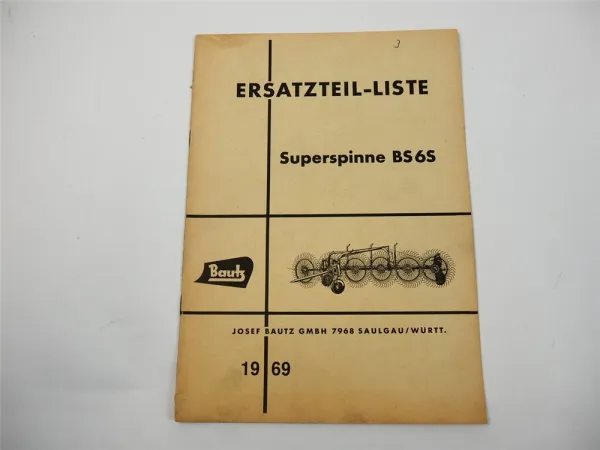 3
ERSATZTEIL-LISTE
Superspinne BS6S
Bautz
JOSEF BAUTZ GMBH 7968 SAULGAU/WÜRTT.
19 69